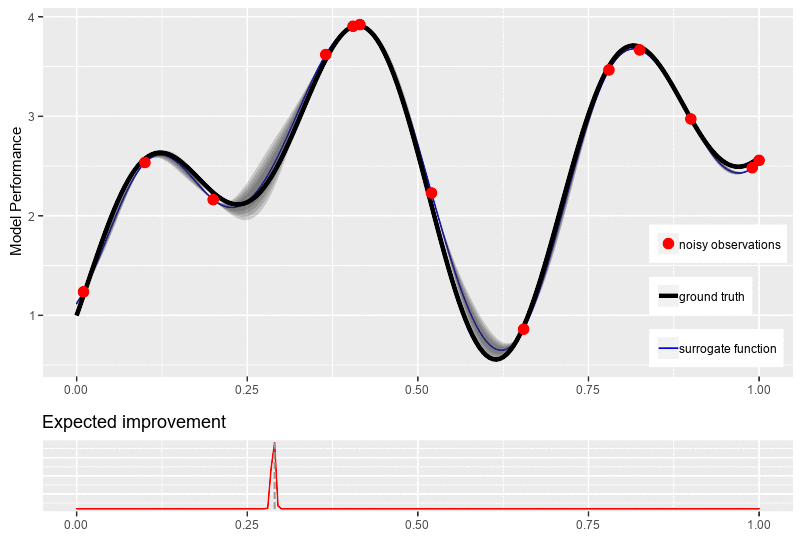 4
3
2
1
Model Performance
noisy observations
ground truth
surrogate function
0.00 0.25 0.50 0.75 1.00
Expected improvement
0.00 0.25 0.50 0.75 1.00